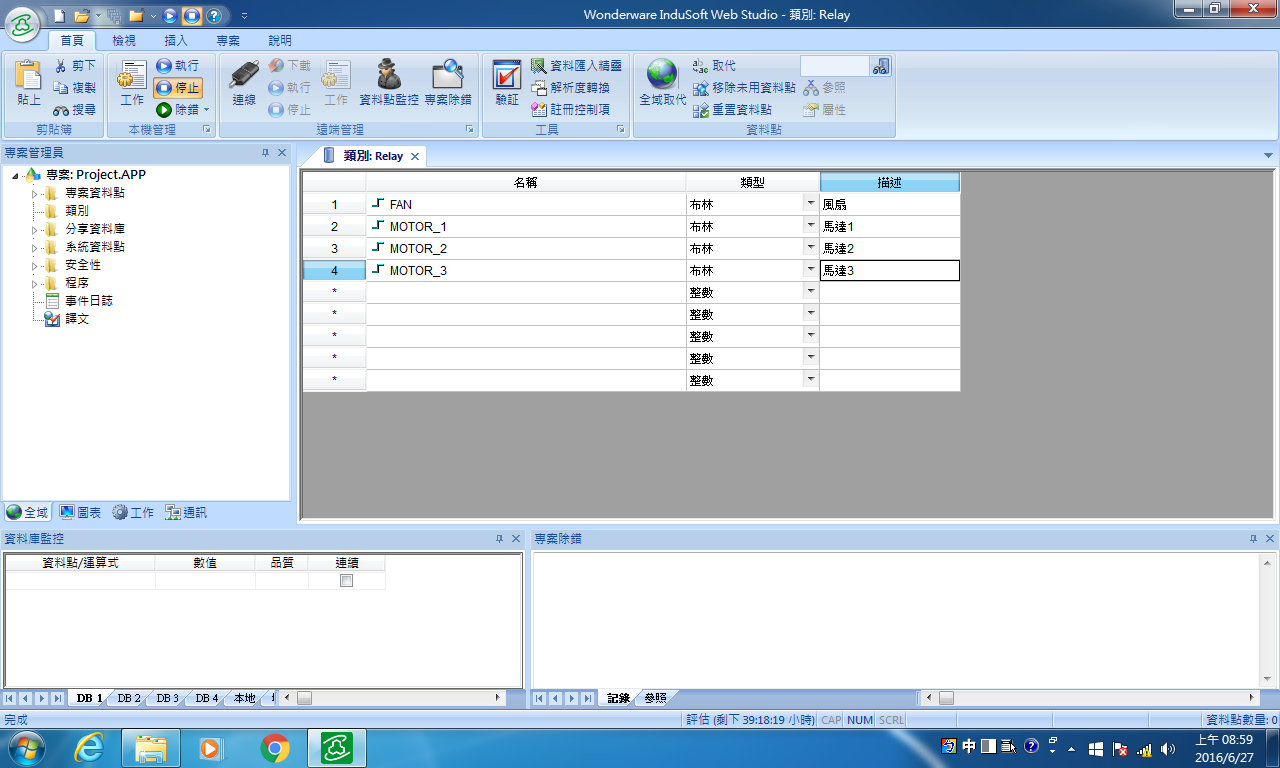 Wonderware InduSoft Web Studio - 類別: Relay
首頁 檢視 插入 專案 說明
貼上 剪下 複製 搜尋
剪貼簿
工作 執行 停止 除錯
本機管理
連線 下載 執行 停止 工作 資料點監控 專案除錯
遠端管理
驗証 資料匯入精靈 解析度轉換 註冊控制項
工具
全域取代 取代 移除未用資料點 重置資料點 參照 屬性
資料點
專案管理員
專案: Project.APP
專案資料點
類別
分享資料庫
系統資料點
安全性
程序
事件日誌
譯文
全域 圖表 工作 通訊
類別: Relay
名稱 類型 描述
1 FAN 布林 風扇
2 MOTOR_1 布林 馬達1
3 MOTOR_2 布林 馬達2
4 MOTOR_3 布林 馬達3
* 整數
* 整數
* 整數
* 整數
* 整數
資料庫監控
資料點/運算式 數值 品質 連續
DB 1 DB 2 DB 3 DB 4 本地
專案除錯
記錄 參照
完成 評估 (剩下 39:18:19 小時) CAP NUM SCRL 資料點數量: 0
中
上午 08:59
2016/6/27